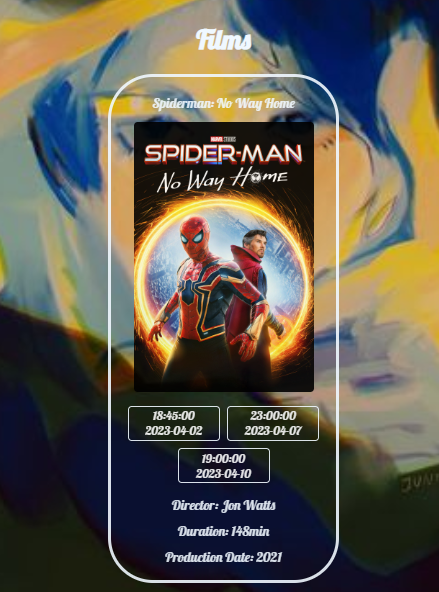 Films
Spiderman: No Way Home
MARVEL STUDIOS
SPIDER-MAN
No Way Home
18:45:00
2023-04-02
23:00:00
2023-04-07
19:00:00
2023-04-10
Director: Jon Watts
Duration: 148min
Production Date: 2021